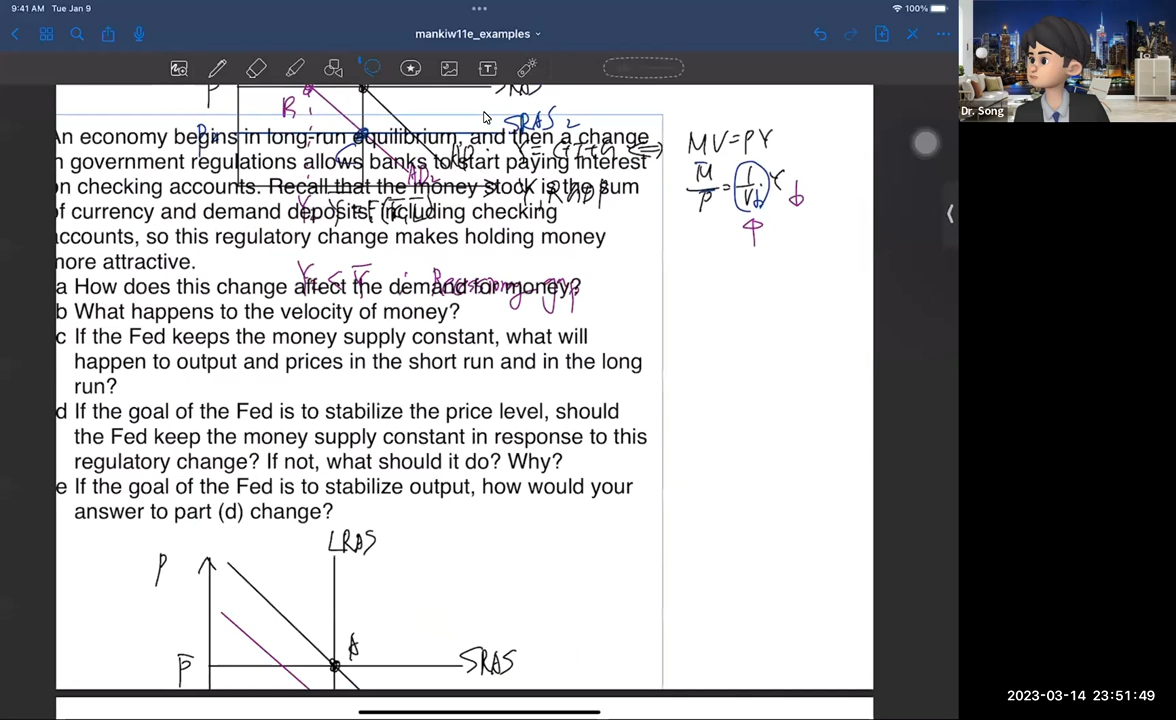 9:41 AM Tue Jan 9
100%
mankiw11e_examples
Dr. Song
P
SRAS
B
SRAS2
An economy begins in long-run equilibrium, and then a change
n government regulations allows banks to start paying interest
on checking accounts. Recall that the money stock is the sum
of currency and demand deposits, including checking
accounts, so this regulatory change makes holding money
more attractive.
a How does this change affect the demand for money?
b What happens to the velocity of money?
c If the Fed keeps the money supply constant, what will
happen to output and prices in the short run and in the long
run?
d If the goal of the Fed is to stabilize the price level, should
the Fed keep the money supply constant in response to this
regulatory change? If not, what should it do? Why?
e If the goal of the Fed is to stabilize output, how would your
answer to part (d) change?
AD2
MV=PY
M̄/P = 1/V Y
LRAS
P
A
P̄
SRAS
2023-03-14 23:51:49